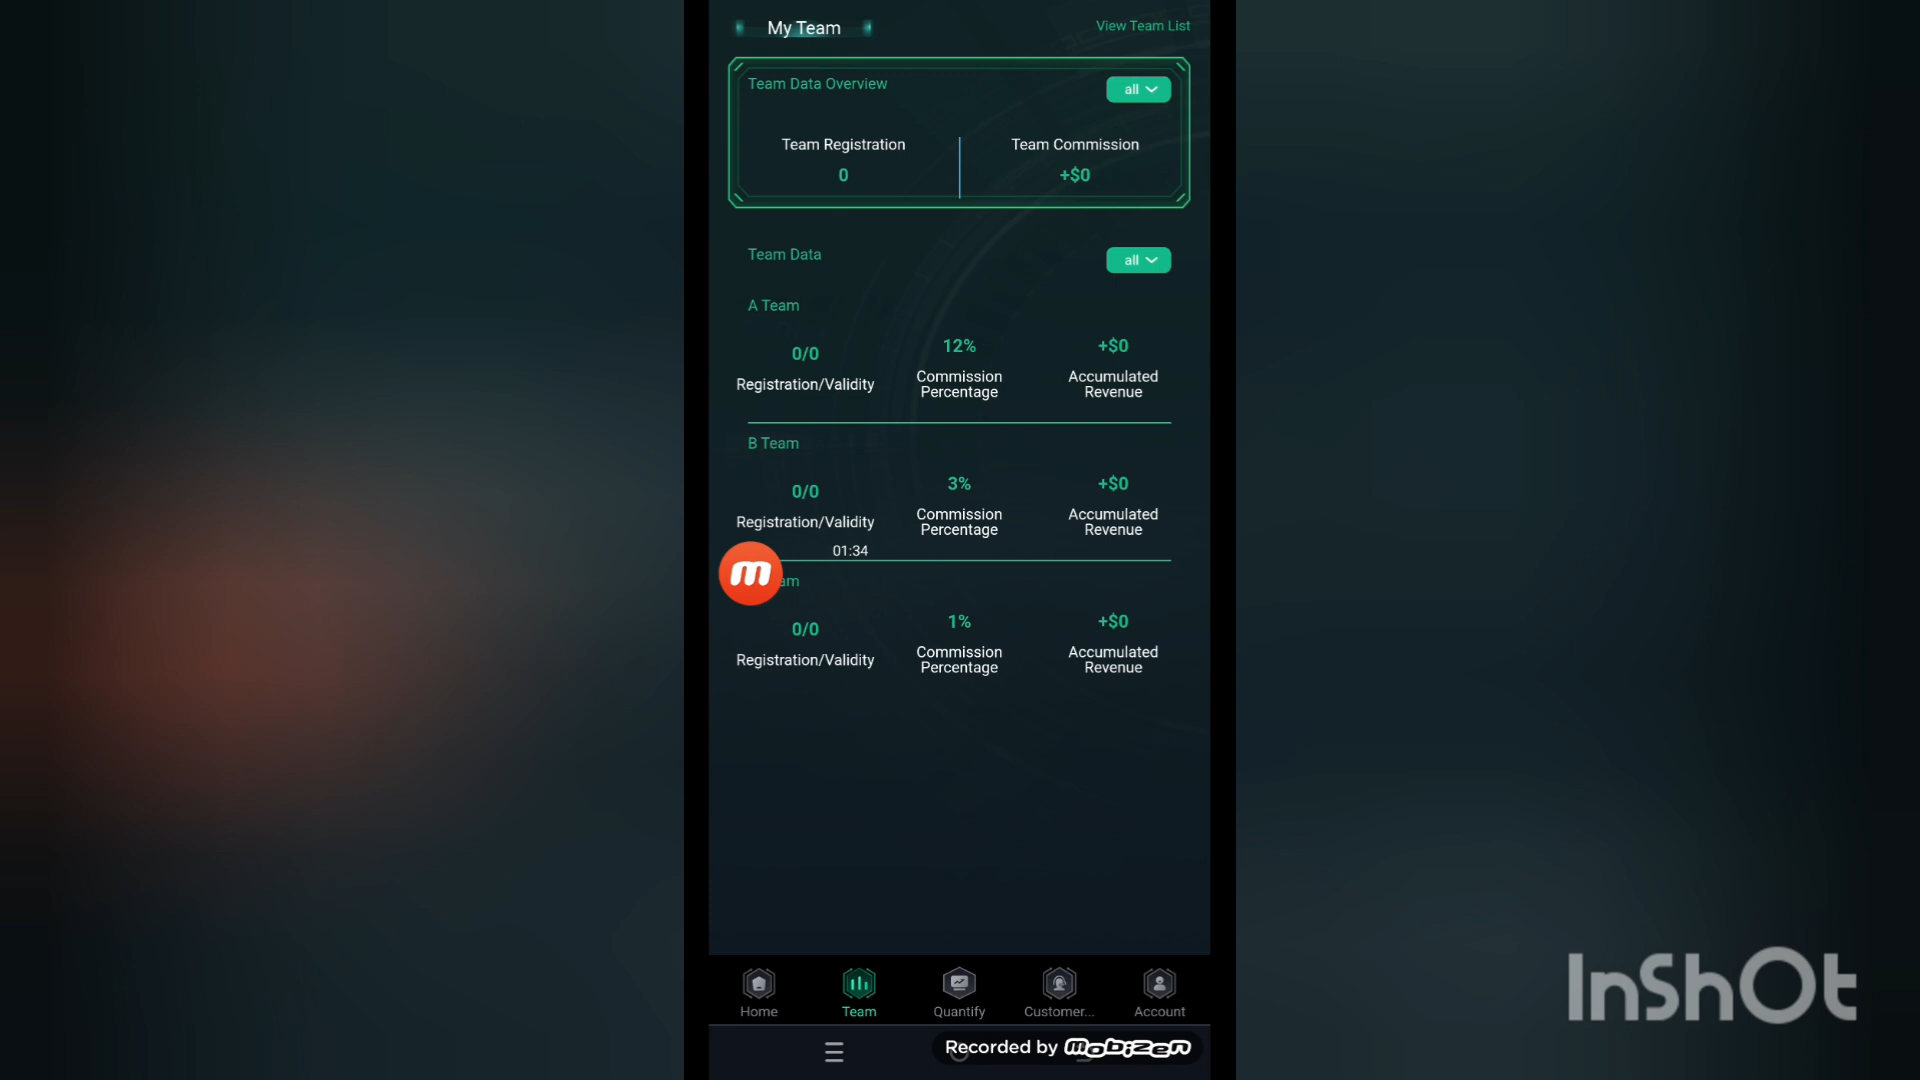 My Team
View Team List
Team Data Overview
all
Team Registration
Team Commission
0
+$0
Team Data
all
A Team
0/0
12%
+$0
Registration/Validity
Commission
Percentage
Accumulated
Revenue
B Team
0/0
3%
+$0
Registration/Validity
Commission
Percentage
Accumulated
Revenue
01:34
m
am
0/0
1%
+$0
Registration/Validity
Commission
Percentage
Accumulated
Revenue
Home
Team
Quantify
Customer...
Account
Recorded by mobizen
InShOt